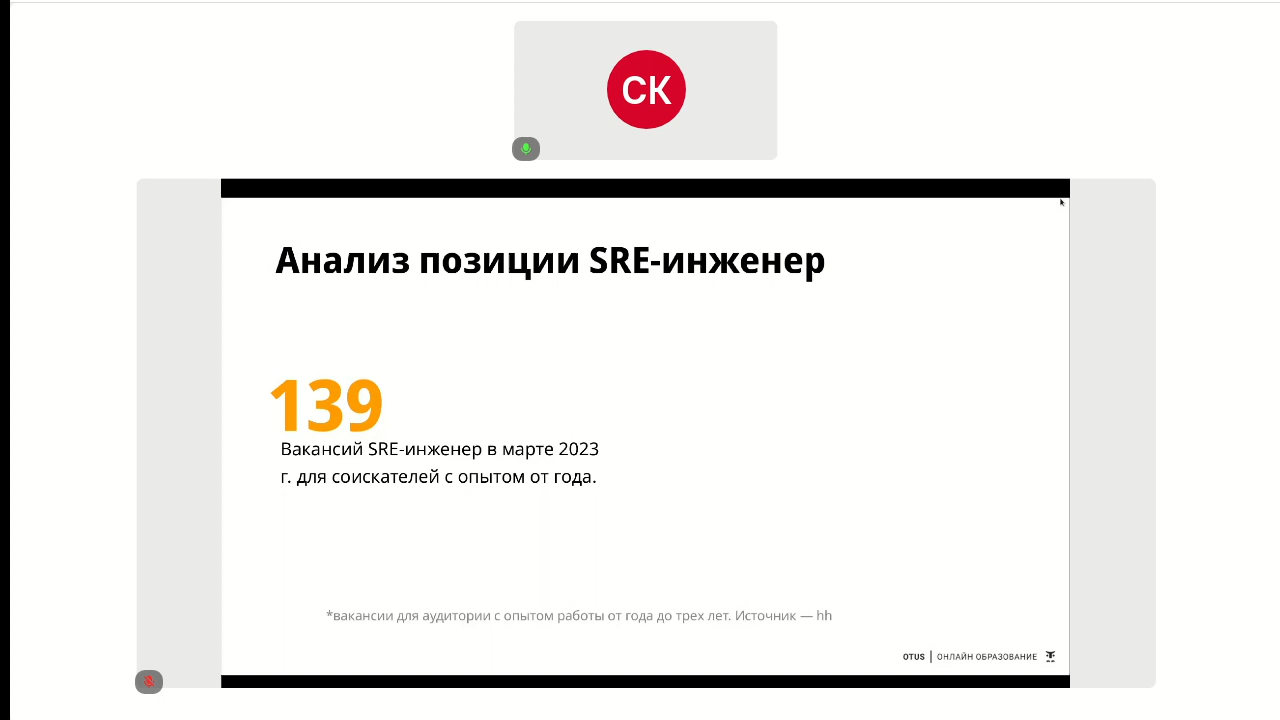 СК
Анализ позиции SRE-инженер
139
Вакансий SRE-инженер в марте 2023
г. для соискателей с опытом от года.
*вакансии для аудитории с опытом работы от года до трех лет. Источник — hh
OTUS | ОНЛАЙН ОБРАЗОВАНИЕ